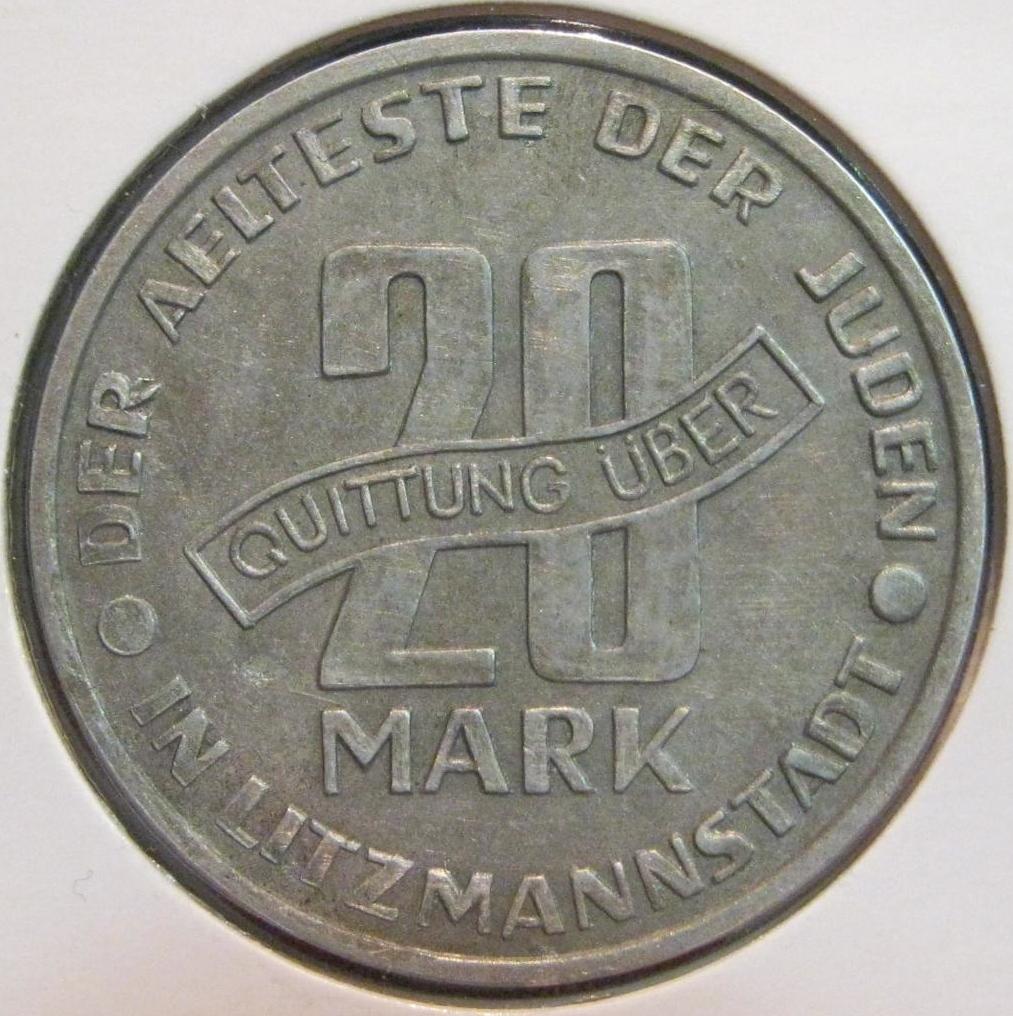 DER AELTESTE DER JUDEN
20
QUITTUNG ÜBER
MARK
IN LITZMANNSTADT